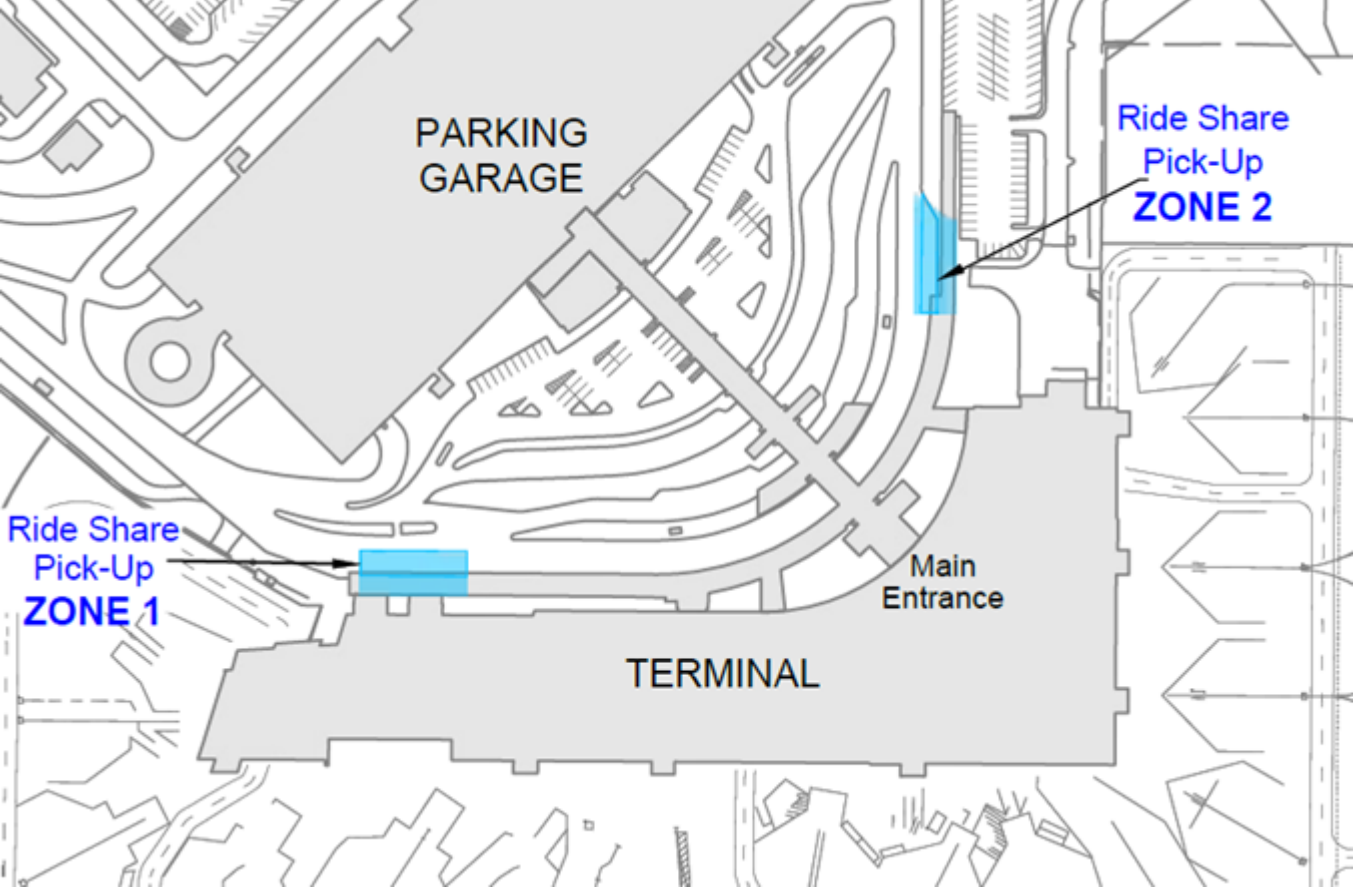 PARKING
GARAGE
Ride Share
Pick-Up
ZONE 2
Ride Share
Pick-Up
ZONE 1
Main
Entrance
TERMINAL